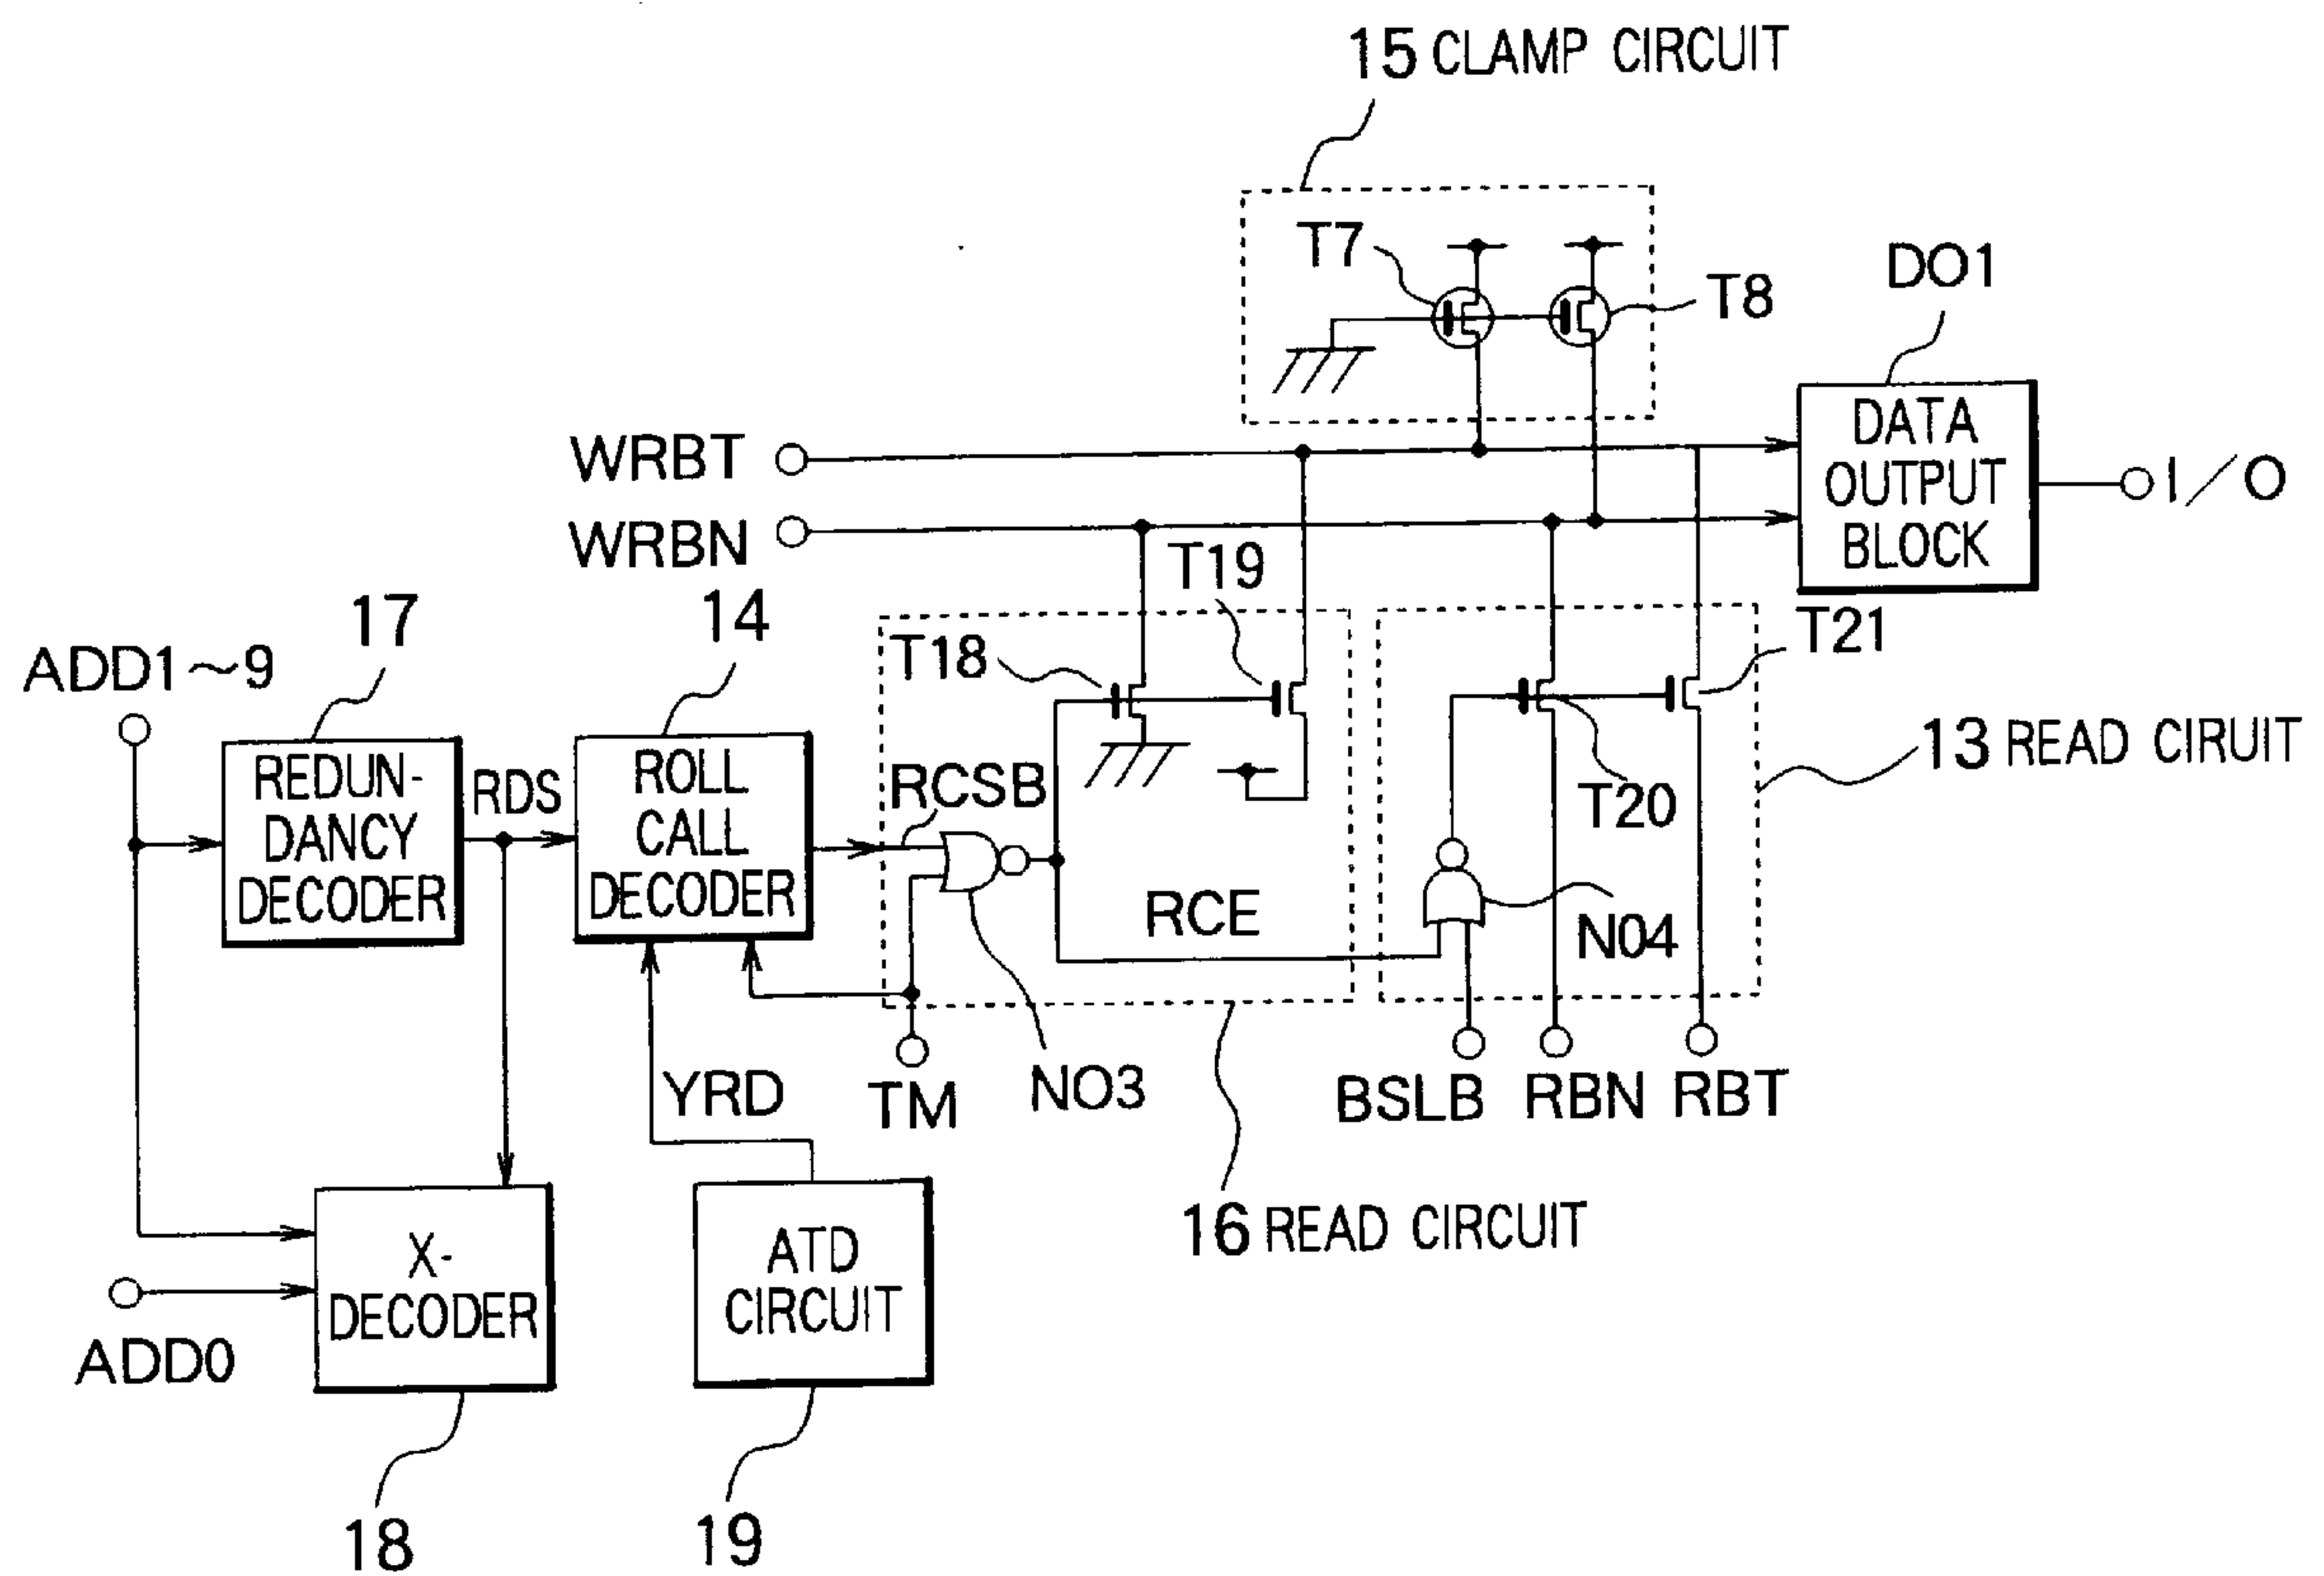 15 CLAMP CIRCUIT
T7
T8
DO1
DATA
OUTPUT
BLOCK
I/O
WRBT
WRBN
T19
T18
T21
T20
13 READ CIRUIT
ADD1~9
17
14
REDUN-
DANCY
DECODER
RDS
ROLL
CALL
DECODER
RCSB
RCE
N04
NO3
TM
YRD
BSLB
RBN
RBT
16 READ CIRCUIT
X-
DECODER
ADD0
ATD
CIRCUIT
18
19